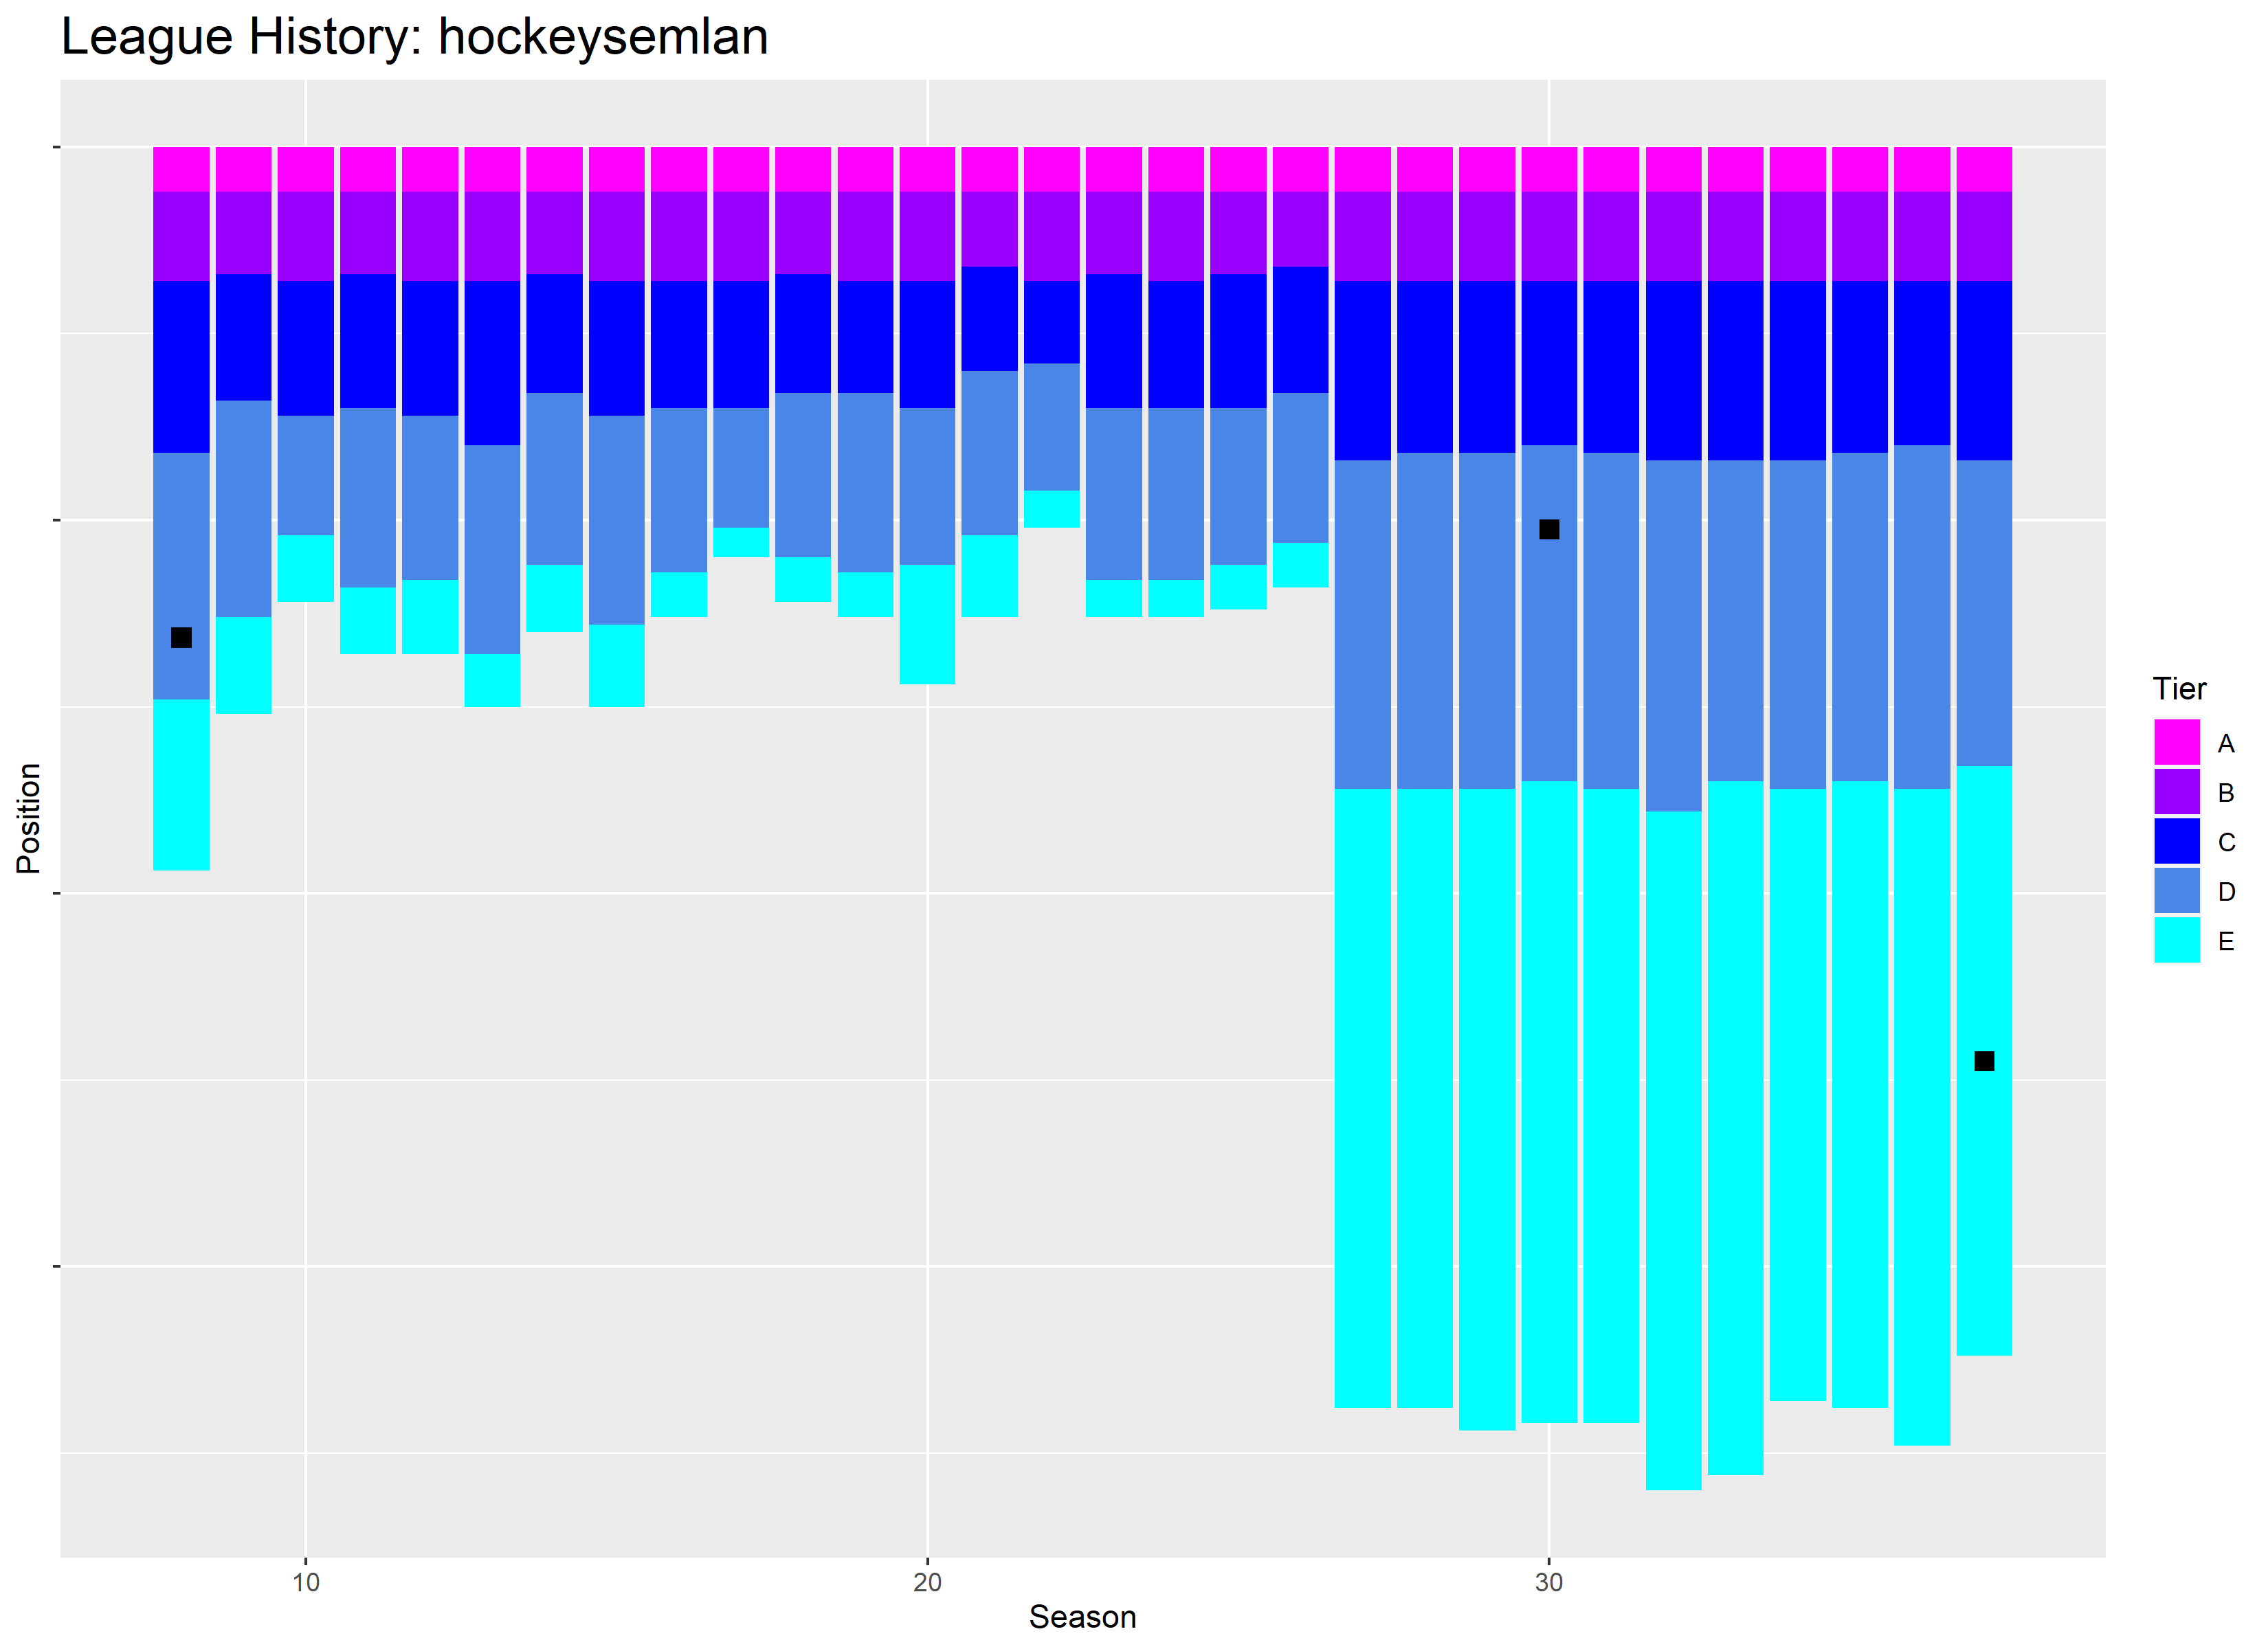 League History: hockeysemlan
Position
Tier
A
B
C
D
E
10
20
30
Season